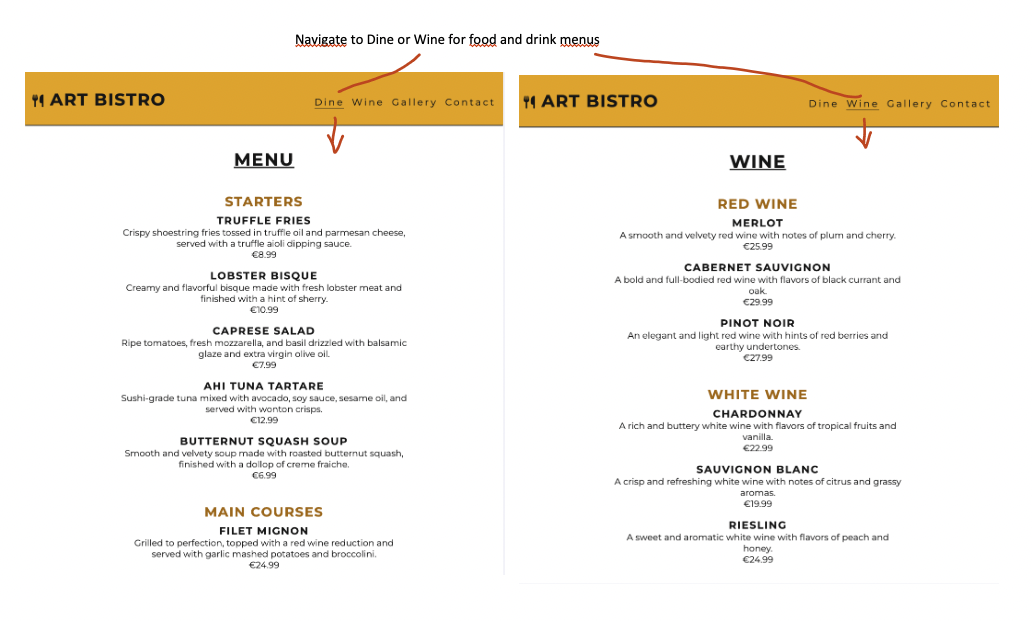 Navigate to Dine or Wine for food and drink menus
ART BISTRO
Dine Wine Gallery Contact
MENU
STARTERS
TRUFFLE FRIES
Crispy shoestring fries tossed in truffle oil and parmesan cheese,
served with a truffle aioli dipping sauce.
€8.99
LOBSTER BISQUE
Creamy and flavorful bisque made with fresh lobster meat and
finished with a hint of sherry.
€10.99
CAPRESE SALAD
Ripe tomatoes, fresh mozzarella, and basil drizzled with balsamic
glaze and extra virgin olive oil.
€7.99
AHI TUNA TARTARE
Sushi-grade tuna mixed with avocado, soy sauce, sesame oil, and
served with wonton crisps.
€12.99
BUTTERNUT SQUASH SOUP
Smooth and velvety soup made with roasted butternut squash,
finished with a dollop of creme fraiche.
€6.99
MAIN COURSES
FILET MIGNON
Grilled to perfection, topped with a red wine reduction and
served with garlic mashed potatoes and broccolini.
€24.99
ART BISTRO
Dine Wine Gallery Contact
WINE
RED WINE
MERLOT
A smooth and velvety red wine with notes of plum and cherry.
€25.99
CABERNET SAUVIGNON
A bold and full-bodied red wine with flavors of black currant and
oak.
€29.99
PINOT NOIR
An elegant and light red wine with hints of red berries and
earthy undertones.
€27.99
WHITE WINE
CHARDONNAY
A rich and buttery white wine with flavors of tropical fruits and
vanilla.
€22.99
SAUVIGNON BLANC
A crisp and refreshing white wine with notes of citrus and grassy
aromas.
€19.99
RIESLING
A sweet and aromatic white wine with flavors of peach and
honey.
€24.99